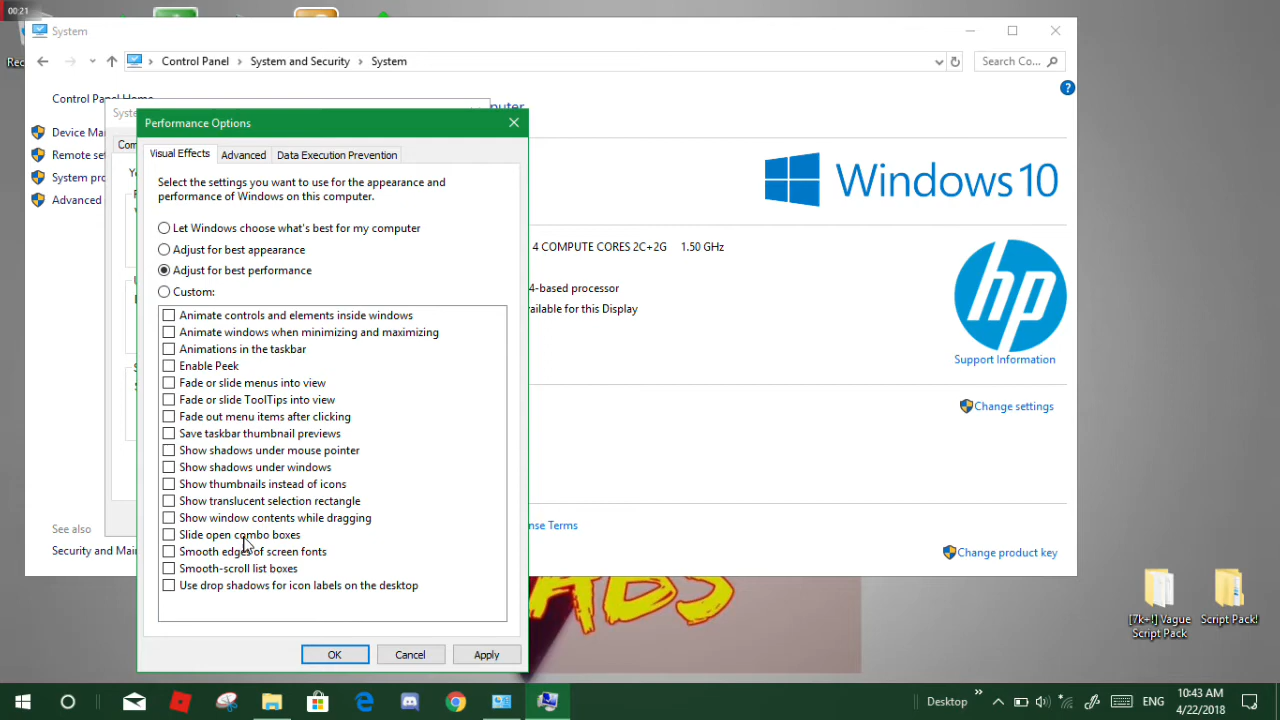 00:21
System
Control Panel
System and Security
System
Search Co...
Control Panel Home
Device Ma
Remote se
System pro
Advanced
Syste
Com
Performance Options
Visual Effects
Advanced
Data Execution Prevention
Select the settings you want to use for the appearance and
performance of Windows on this computer.
Let Windows choose what's best for my computer
Adjust for best appearance
Adjust for best performance
Custom:
Animate controls and elements inside windows
Animate windows when minimizing and maximizing
Animations in the taskbar
Enable Peek
Fade or slide menus into view
Fade or slide ToolTips into view
Fade out menu items after clicking
Save taskbar thumbnail previews
Show shadows under mouse pointer
Show shadows under windows
Show thumbnails instead of icons
Show translucent selection rectangle
Show window contents while dragging
Slide open combo boxes
Smooth edges of screen fonts
Smooth-scroll list boxes
Use drop shadows for icon labels on the desktop
OK
Cancel
Apply
Windows 10
4 COMPUTE CORES 2C+2G 1.50 GHz
4-based processor
ailable for this Display
hp
Support Information
Change settings
nse Terms
Change product key
See also
Security and Mai
ABS
[7k+!] Vague
Script Pack
Script Pack!
Desktop
ENG
10:43 AM
4/22/2018